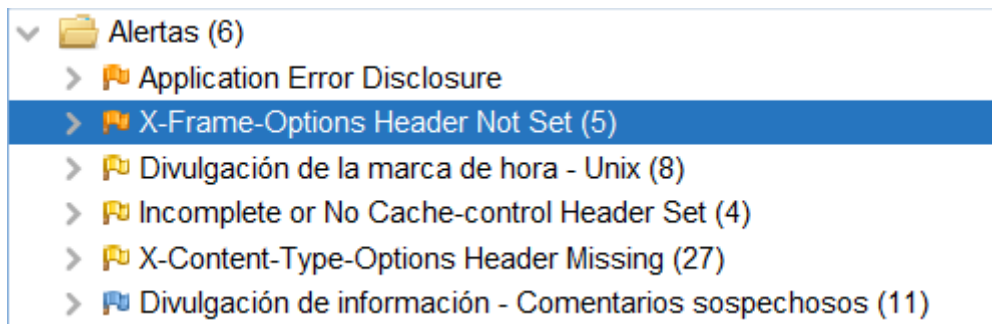 Alertas (6)
Application Error Disclosure
X-Frame-Options Header Not Set (5)
Divulgación de la marca de hora - Unix (8)
Incomplete or No Cache-control Header Set (4)
X-Content-Type-Options Header Missing (27)
Divulgación de información - Comentarios sospechosos (11)